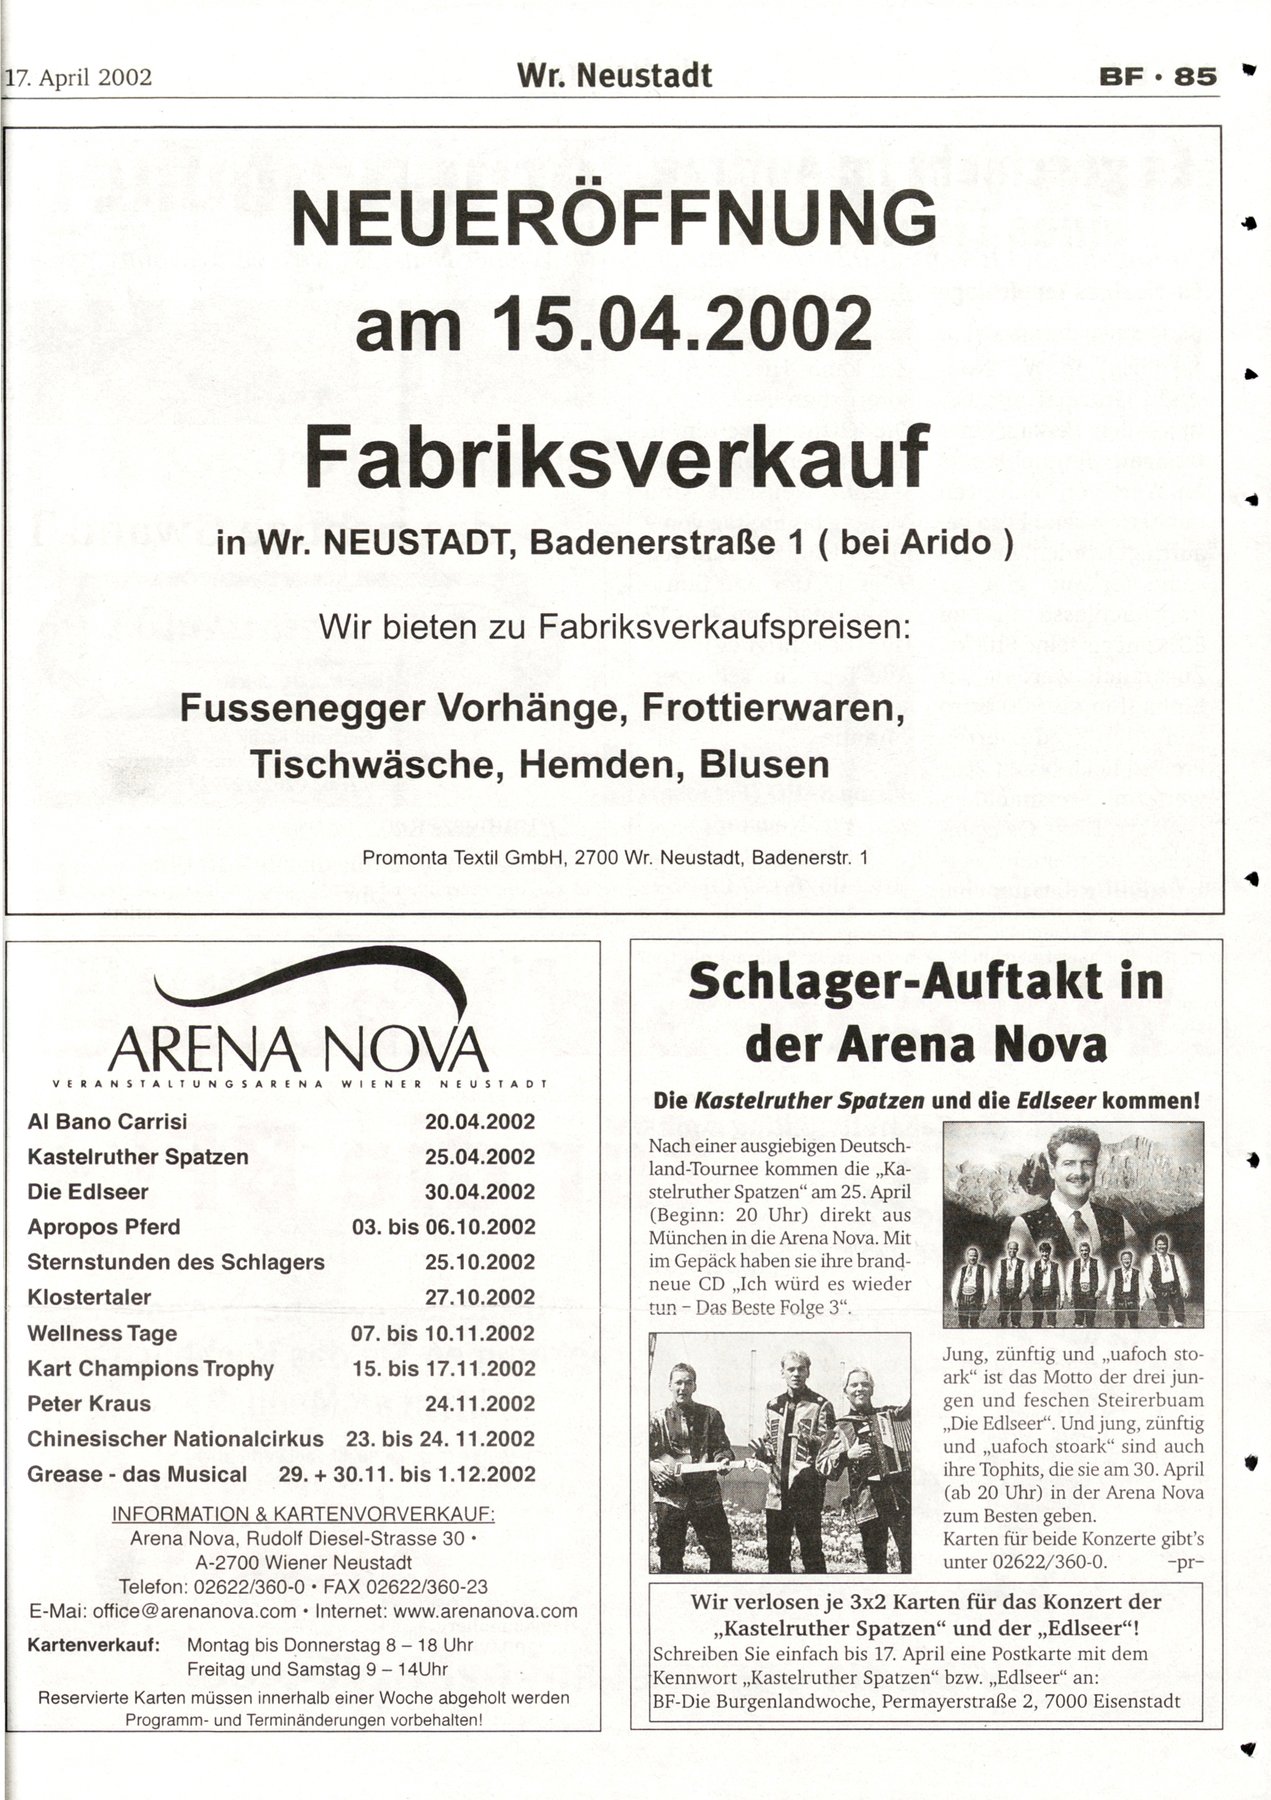 17. April 2002
Wr. Neustadt
BF · 85
NEUERÖFFNUNG
am 15.04.2002
Fabriksverkauf
in Wr. NEUSTADT, Badenerstraße 1 ( bei Arido )
Wir bieten zu Fabriksverkaufspreisen:
Fussenegger Vorhänge, Frottierwaren,
Tischwäsche, Hemden, Blusen
Promonta Textil GmbH, 2700 Wr. Neustadt, Badenerstr. 1
ARENA NOVA
VERANSTALTUNGSARENA WIENER NEUSTADT
Al Bano Carrisi 20.04.2002
Kastelruther Spatzen 25.04.2002
Die Edlseer 30.04.2002
Apropos Pferd 03. bis 06.10.2002
Sternstunden des Schlagers 25.10.2002
Klostertaler 27.10.2002
Wellness Tage 07. bis 10.11.2002
Kart Champions Trophy 15. bis 17.11.2002
Peter Kraus 24.11.2002
Chinesischer Nationalcirkus 23. bis 24. 11.2002
Grease - das Musical 29. + 30.11. bis 1.12.2002
INFORMATION & KARTENVORVERKAUF:
Arena Nova, Rudolf Diesel-Strasse 30 •
A-2700 Wiener Neustadt
Telefon: 02622/360-0 • FAX 02622/360-23
E-Mai: office@arenanova.com • Internet: www.arenanova.com
Kartenverkauf: Montag bis Donnerstag 8 – 18 Uhr
Freitag und Samstag 9 – 14Uhr
Reservierte Karten müssen innerhalb einer Woche abgeholt werden
Programm- und Terminänderungen vorbehalten!
Schlager-Auftakt in
der Arena Nova
Die Kastelruther Spatzen und die Edlseer kommen!
Nach einer ausgiebigen Deutsch-
land-Tournee kommen die „Ka-
stelruther Spatzen“ am 25. April
(Beginn: 20 Uhr) direkt aus
München in die Arena Nova. Mit
im Gepäck haben sie ihre brand-
neue CD „Ich würd es wieder
tun – Das Beste Folge 3“.
Jung, zünftig und „uafoch sto-
ark“ ist das Motto der drei jun-
gen und feschen Steirerbuam
„Die Edlseer“. Und jung, zünftig
und „uafoch stoark“ sind auch
ihre Tophits, die sie am 30. April
(ab 20 Uhr) in der Arena Nova
zum Besten geben.
Karten für beide Konzerte gibt’s
unter 02622/360-0. –pr–
Wir verlosen je 3x2 Karten für das Konzert der
„Kastelruther Spatzen“ und der „Edlseer“!
Schreiben Sie einfach bis 17. April eine Postkarte mit dem
Kennwort „Kastelruther Spatzen“ bzw. „Edlseer“ an:
BF-Die Burgenlandwoche, Permayerstraße 2, 7000 Eisenstadt